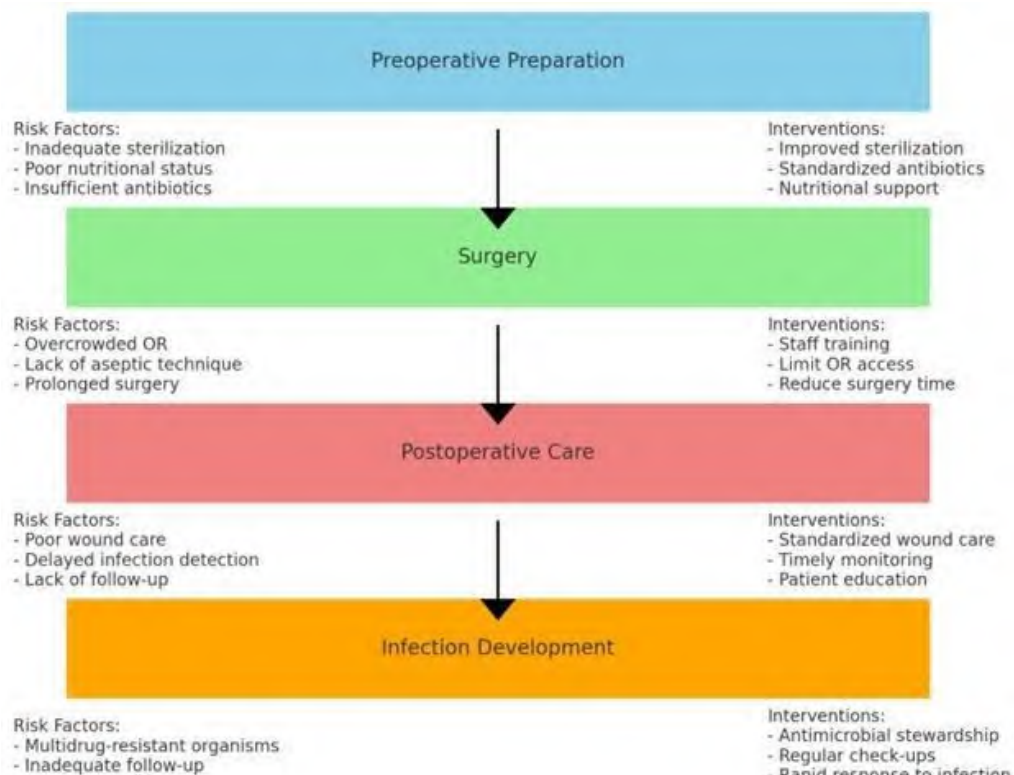 Preoperative Preparation
Risk Factors:
- Inadequate sterilization
- Poor nutritional status
- Insufficient antibiotics
Interventions:
- Improved sterilization
- Standardized antibiotics
- Nutritional support
Surgery
Risk Factors:
- Overcrowded OR
- Lack of aseptic technique
- Prolonged surgery
Interventions:
- Staff training
- Limit OR access
- Reduce surgery time
Postoperative Care
Risk Factors:
- Poor wound care
- Delayed infection detection
- Lack of follow-up
Interventions:
- Standardized wound care
- Timely monitoring
- Patient education
Infection Development
Risk Factors:
- Multidrug-resistant organisms
- Inadequate follow-up
Interventions:
- Antimicrobial stewardship
- Regular check-ups
- Rapid response to infection